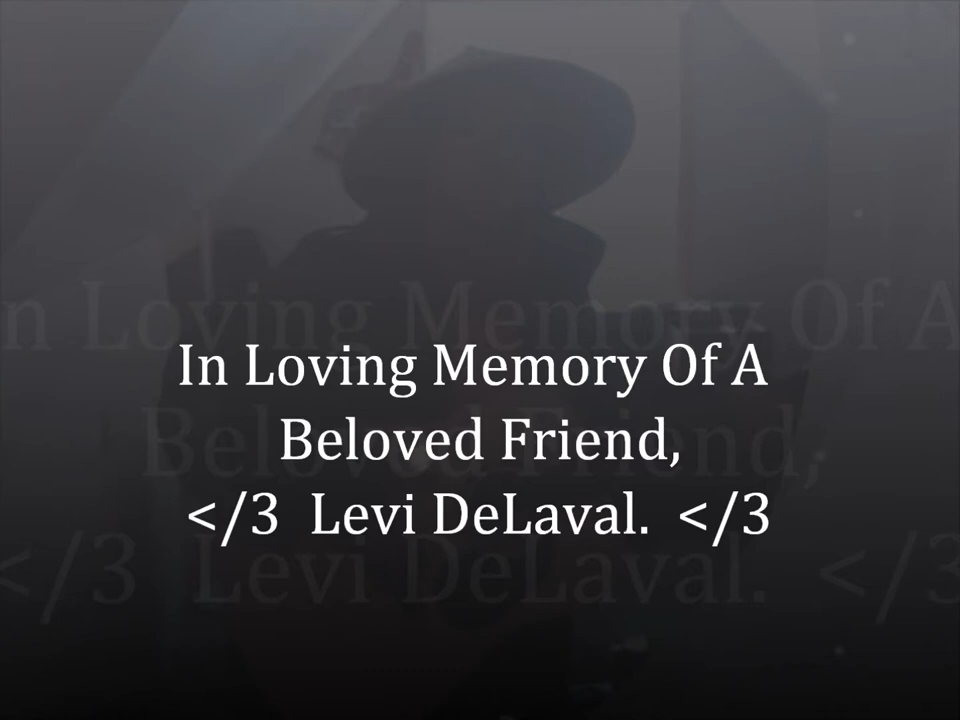 In Loving Memory Of A
Beloved Friend,
</3 Levi DeLaval. </3